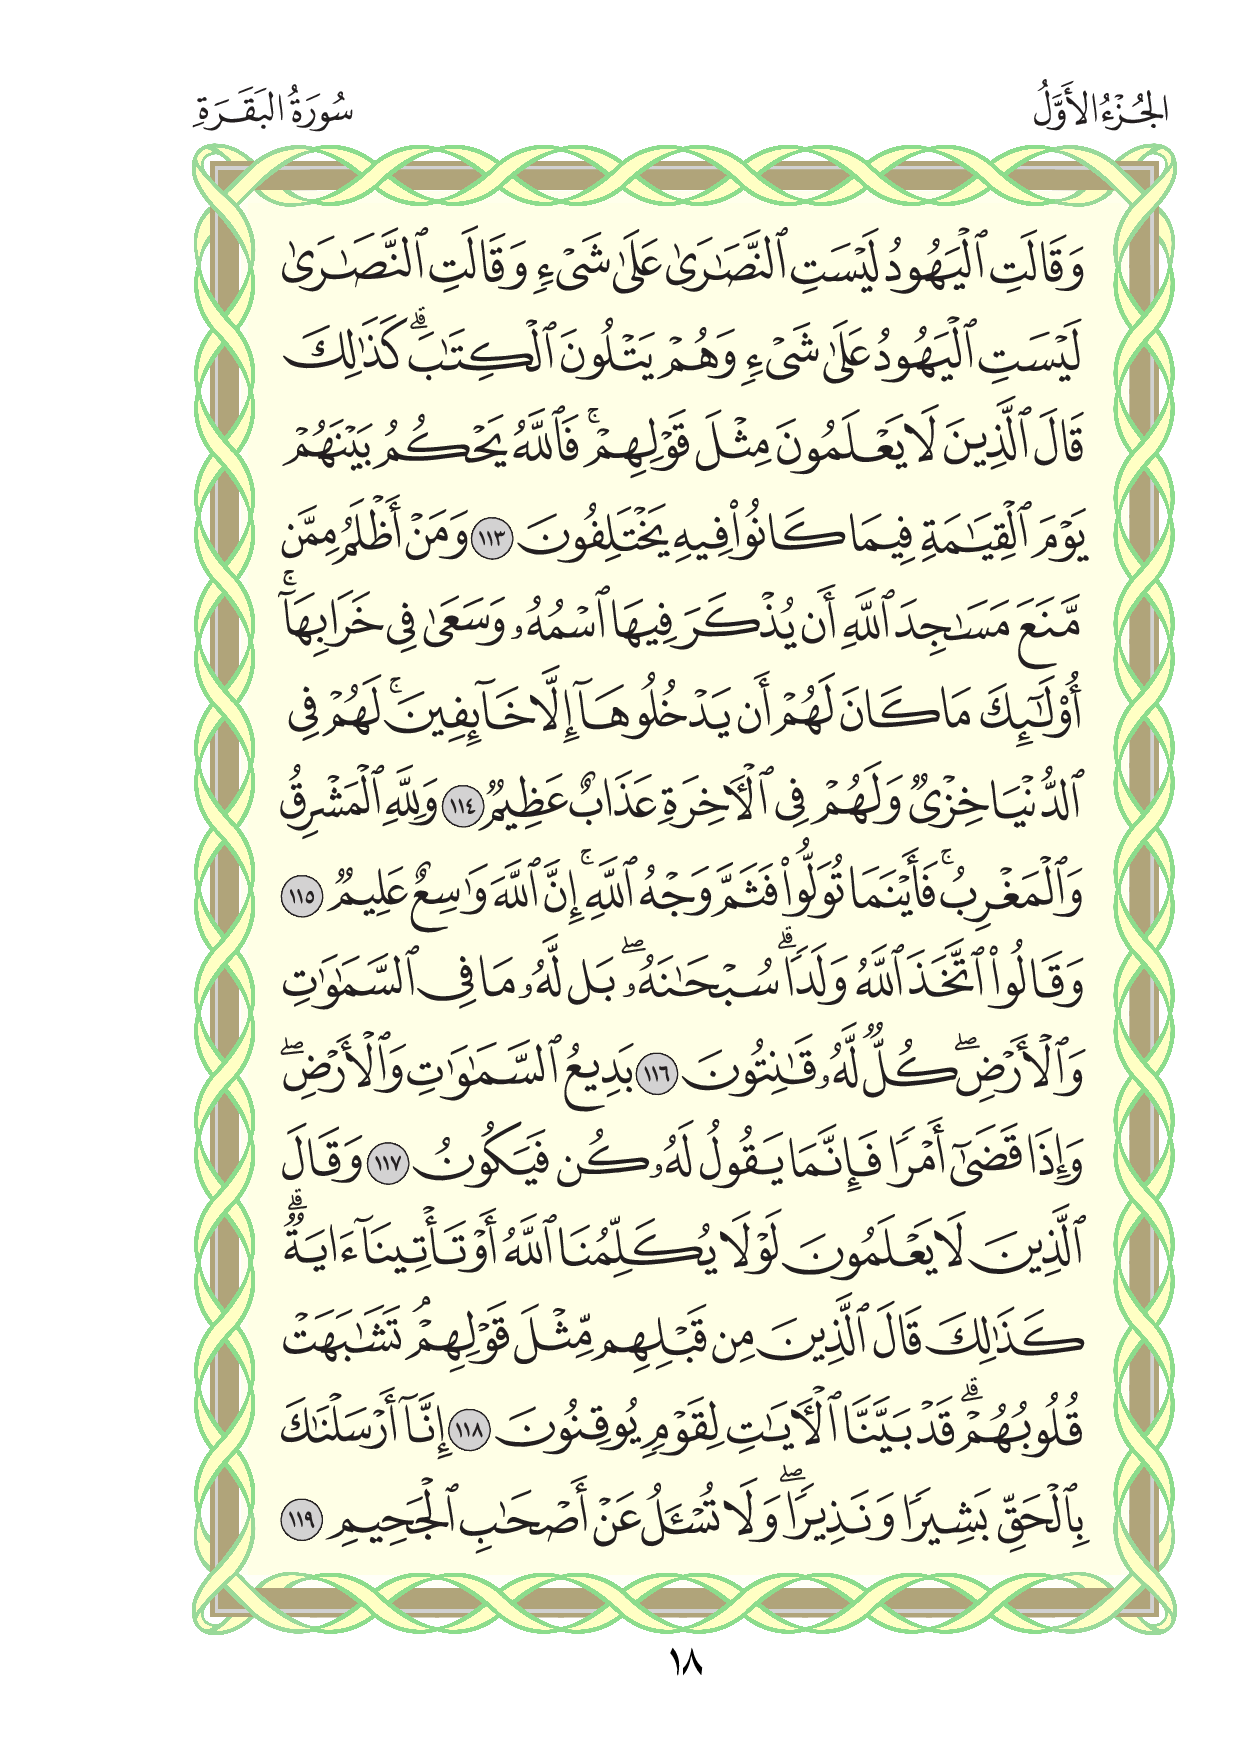 الجُزْءُ الأَوَّلُ
سُورَةُ البَقَرَةِ
وَقَالَتِ ٱلْيَهُودُ لَيْسَتِ ٱلنَّصَٰرَىٰ عَلَىٰ شَىْءٍ وَقَالَتِ ٱلنَّصَٰرَىٰ
لَيْسَتِ ٱلْيَهُودُ عَلَىٰ شَىْءٍ وَهُمْ يَتْلُونَ ٱلْكِتَٰبَ ۗ كَذَٰلِكَ
قَالَ ٱلَّذِينَ لَا يَعْلَمُونَ مِثْلَ قَوْلِهِمْ ۚ فَٱللَّهُ يَحْكُمُ بَيْنَهُمْ
يَوْمَ ٱلْقِيَٰمَةِ فِيمَا كَانُوا۟ فِيهِ يَخْتَلِفُونَ ١١٣ وَمَنْ أَظْلَمُ مِمَّن
مَّنَعَ مَسَٰجِدَ ٱللَّهِ أَن يُذْكَرَ فِيهَا ٱسْمُهُۥ وَسَعَىٰ فِى خَرَابِهَآ ۚ
أُو۟لَٰٓئِكَ مَا كَانَ لَهُمْ أَن يَدْخُلُوهَآ إِلَّا خَآئِفِينَ ۚ لَهُمْ فِى
ٱلدُّنْيَا خِزْىٌ وَلَهُمْ فِى ٱلْءَاخِرَةِ عَذَابٌ عَظِيمٌ ١١٤ وَلِلَّهِ ٱلْمَشْرِقُ
وَٱلْمَغْرِبُ ۚ فَأَيْنَمَا تُوَلُّوا۟ فَثَمَّ وَجْهُ ٱللَّهِ ۚ إِنَّ ٱللَّهَ وَٰسِعٌ عَلِيمٌ ١١٥
وَقَالُوا۟ ٱتَّخَذَ ٱللَّهُ وَلَدًا ۗ سُبْحَٰنَهُۥ ۖ بَل لَّهُۥ مَا فِى ٱلسَّمَٰوَٰتِ
وَٱلْأَرْضِ ۖ كُلٌّ لَّهُۥ قَٰنِتُونَ ١١٦ بَدِيعُ ٱلسَّمَٰوَٰتِ وَٱلْأَرْضِ ۖ
وَإِذَا قَضَىٰٓ أَمْرًا فَإِنَّمَا يَقُولُ لَهُۥ كُن فَيَكُونُ ١١٧ وَقَالَ
ٱلَّذِينَ لَا يَعْلَمُونَ لَوْلَا يُكَلِّمُنَا ٱللَّهُ أَوْ تَأْتِينَآ ءَايَةٌ ۗ
كَذَٰلِكَ قَالَ ٱلَّذِينَ مِن قَبْلِهِم مِّثْلَ قَوْلِهِمْ ۘ تَشَٰبَهَتْ
قُلُوبُهُمْ ۗ قَدْ بَيَّنَّا ٱلْءَايَٰتِ لِقَوْمٍ يُوقِنُونَ ١١٨ إِنَّآ أَرْسَلْنَٰكَ
بِٱلْحَقِّ بَشِيرًا وَنَذِيرًا ۖ وَلَا تُسْـَٔلُ عَنْ أَصْحَٰبِ ٱلْجَحِيمِ ١١٩
١٨